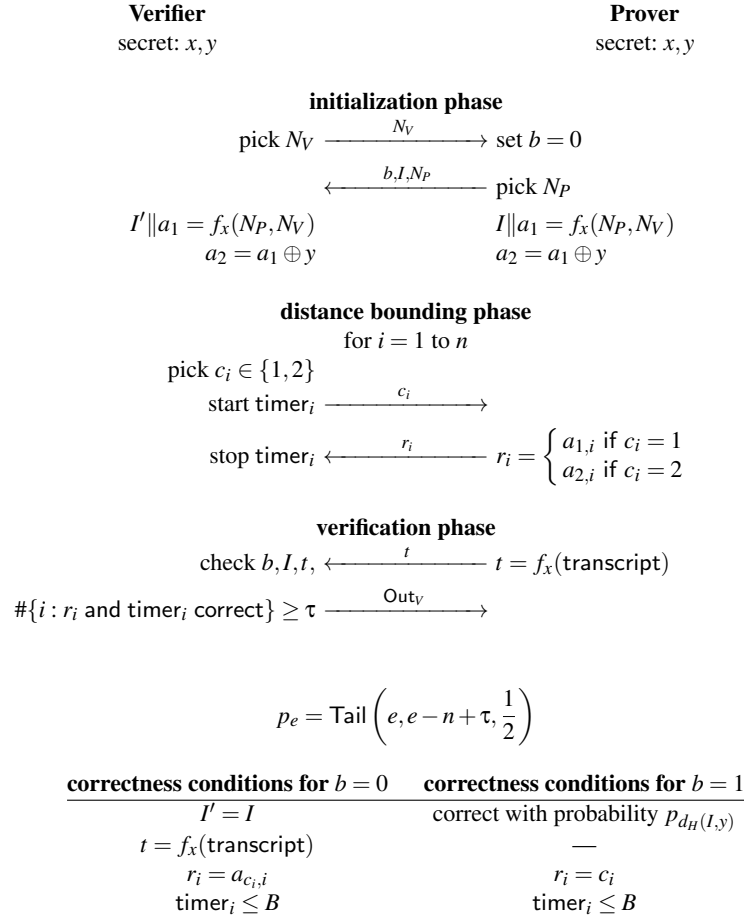 Verifier Prover
secret: x, y secret: x, y
initialization phase
pick N_V N_V set b = 0
b, I, N_P pick N_P
I′∥a_1 = f_x(N_P, N_V) I∥a_1 = f_x(N_P, N_V)
a_2 = a_1 ⊕ y a_2 = a_1 ⊕ y
distance bounding phase
for i = 1 to n
pick c_i ∈ {1, 2}
start timer_i c_i
stop timer_i r_i r_i = { a_{1,i} if c_i = 1
a_{2,i} if c_i = 2
verification phase
check b, I, t, t t = f_x(transcript)
#{i : r_i and timer_i correct} ≥ τ Out_V
p_e = Tail(e, e − n + τ, 1/2)
correctness conditions for b = 0 correctness conditions for b = 1
I′ = I correct with probability p_{d_H(I,y)}
t = f_x(transcript) —
r_i = a_{c_i,i} r_i = c_i
timer_i ≤ B timer_i ≤ B